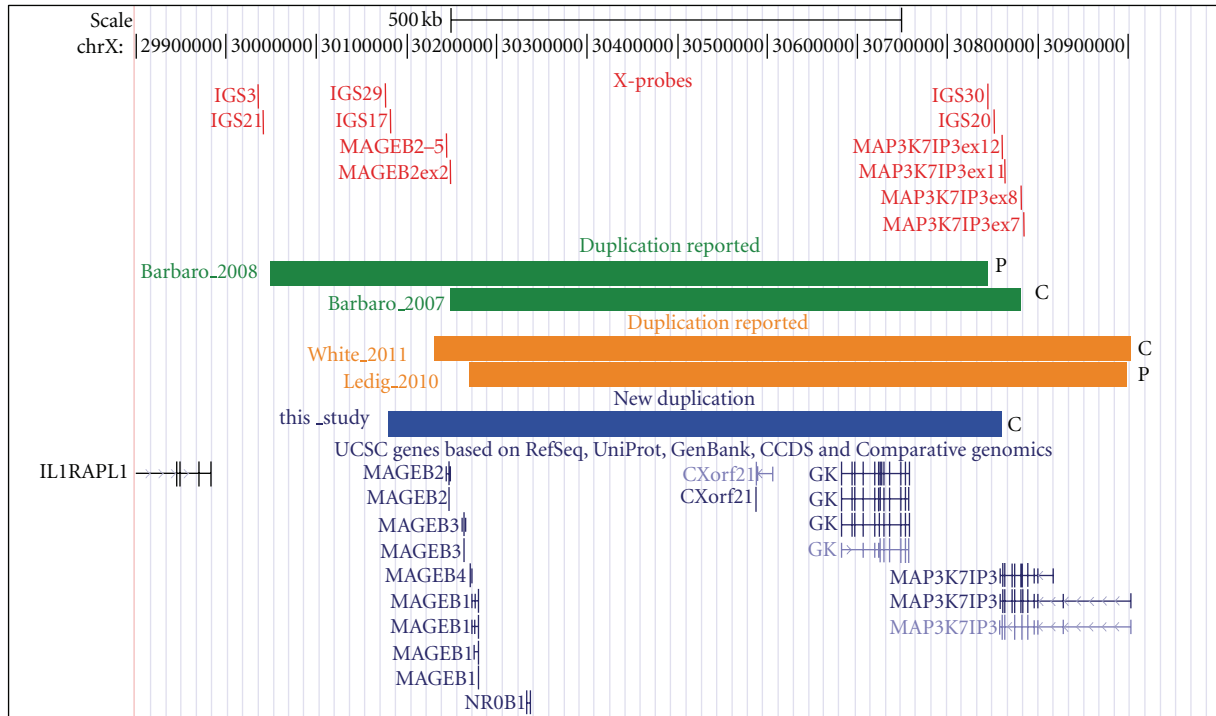 Scale 500 kb
chrX: 29900000 30000000 30100000 30200000 30300000 30400000 30500000 30600000 30700000 30800000 30900000
X-probes
IGS3 IGS29 IGS30
IGS21 IGS17 IGS20
MAGEB2–5 MAP3K7IP3ex12
MAGEB2ex2 MAP3K7IP3ex11
MAP3K7IP3ex8
MAP3K7IP3ex7
Duplication reported
Barbaro_2008 P
Barbaro_2007 C
Duplication reported
White_2011 C
Ledig_2010 P
New duplication
this _study C
UCSC genes based on RefSeq, UniProt, GenBank, CCDS and Comparative genomics
IL1RAPL1 MAGEB2 CXorf21 GK
MAGEB2 CXorf21 GK
MAGEB3 GK
MAGEB3 GK
MAGEB4 MAP3K7IP3
MAGEB1 MAP3K7IP3
MAGEB1 MAP3K7IP3
MAGEB1
MAGEB1
NR0B1